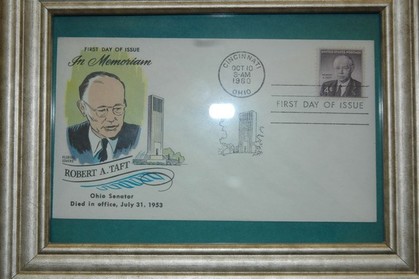 FIRST DAY OF ISSUE
In Memoriam
CINCINNATI
OCT 10
8-AM
1960
OHIO
FIRST DAY OF ISSUE
ROBERT A. TAFT
Ohio Senator
Died in office, July 31, 1953